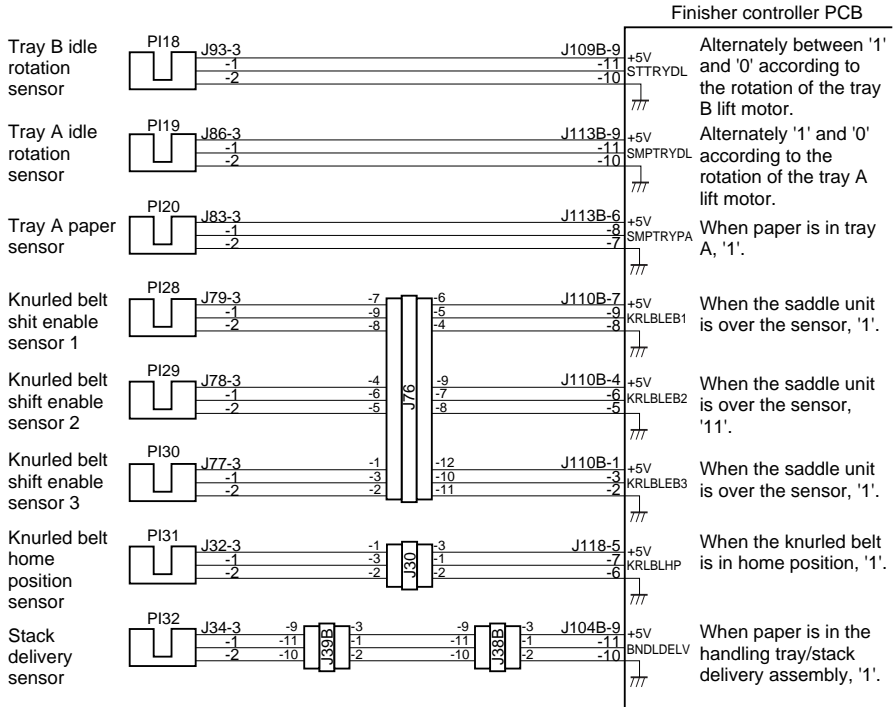 Finisher controller PCB
Tray B idle
rotation
sensor
PI18
J93-3
-1
-2
J109B-9
-11
-10
+5V
STTRYDL
Alternately between '1'
and '0' according to
the rotation of the tray
B lift motor.
Tray A idle
rotation
sensor
PI19
J86-3
-1
-2
J113B-9
-11
-10
+5V
SMPTRYDL
Alternately '1' and '0'
according to the
rotation of the tray A
lift motor.
Tray A paper
sensor
PI20
J83-3
-1
-2
J113B-6
-8
-7
+5V
SMPTRYPA
When paper is in tray
A, '1'.
Knurled belt
shit enable
sensor 1
PI28
J79-3
-1
-2
-7
-9
-8
J76
-6
-5
-4
J110B-7
-9
-8
+5V
KRLBLEB1
When the saddle unit
is over the sensor, '1'.
Knurled belt
shift enable
sensor 2
PI29
J78-3
-1
-2
-4
-6
-5
-9
-7
-8
J110B-4
-6
-5
+5V
KRLBLEB2
When the saddle unit
is over the sensor,
'11'.
Knurled belt
shift enable
sensor 3
PI30
J77-3
-1
-2
-1
-3
-2
-12
-10
-11
J110B-1
-3
-2
+5V
KRLBLEB3
When the saddle unit
is over the sensor, '1'.
Knurled belt
home
position
sensor
PI31
J32-3
-1
-2
-1
-3
-2
J30
-3
-1
-2
J118-5
-7
-6
+5V
KRLBLHP
When the knurled belt
is in home position, '1'.
Stack
delivery
sensor
PI32
J34-3
-1
-2
-9
-11
-10
J39B
-3
-1
-2
-9
-11
-10
J38B
-3
-1
-2
J104B-9
-11
-10
+5V
BNDLDELV
When paper is in the
handling tray/stack
delivery assembly, '1'.